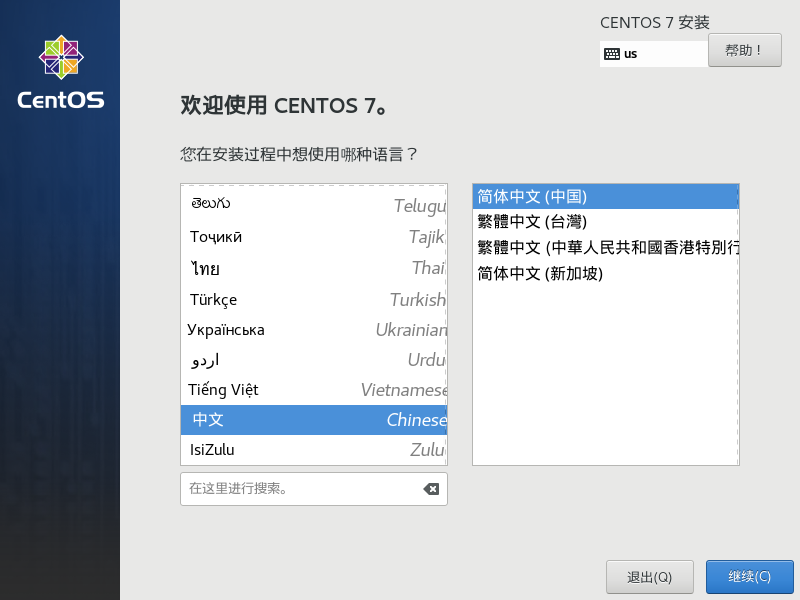 CENTOS 7 安装
us
帮助！
CentOS
欢迎使用 CENTOS 7。
您在安装过程中想使用哪种语言？
తెలుగు Telugu
Тоҷикӣ Tajik
ไทย Thai
Türkçe Turkish
Українська Ukrainian
اردو Urdu
Tiếng Việt Vietnamese
中文 Chinese
IsiZulu Zulu
简体中文 (中国)
繁體中文 (台灣)
繁體中文 (中華人民共和國香港特別行
简体中文 (新加坡)
在这里进行搜索。
退出(Q)
继续(C)